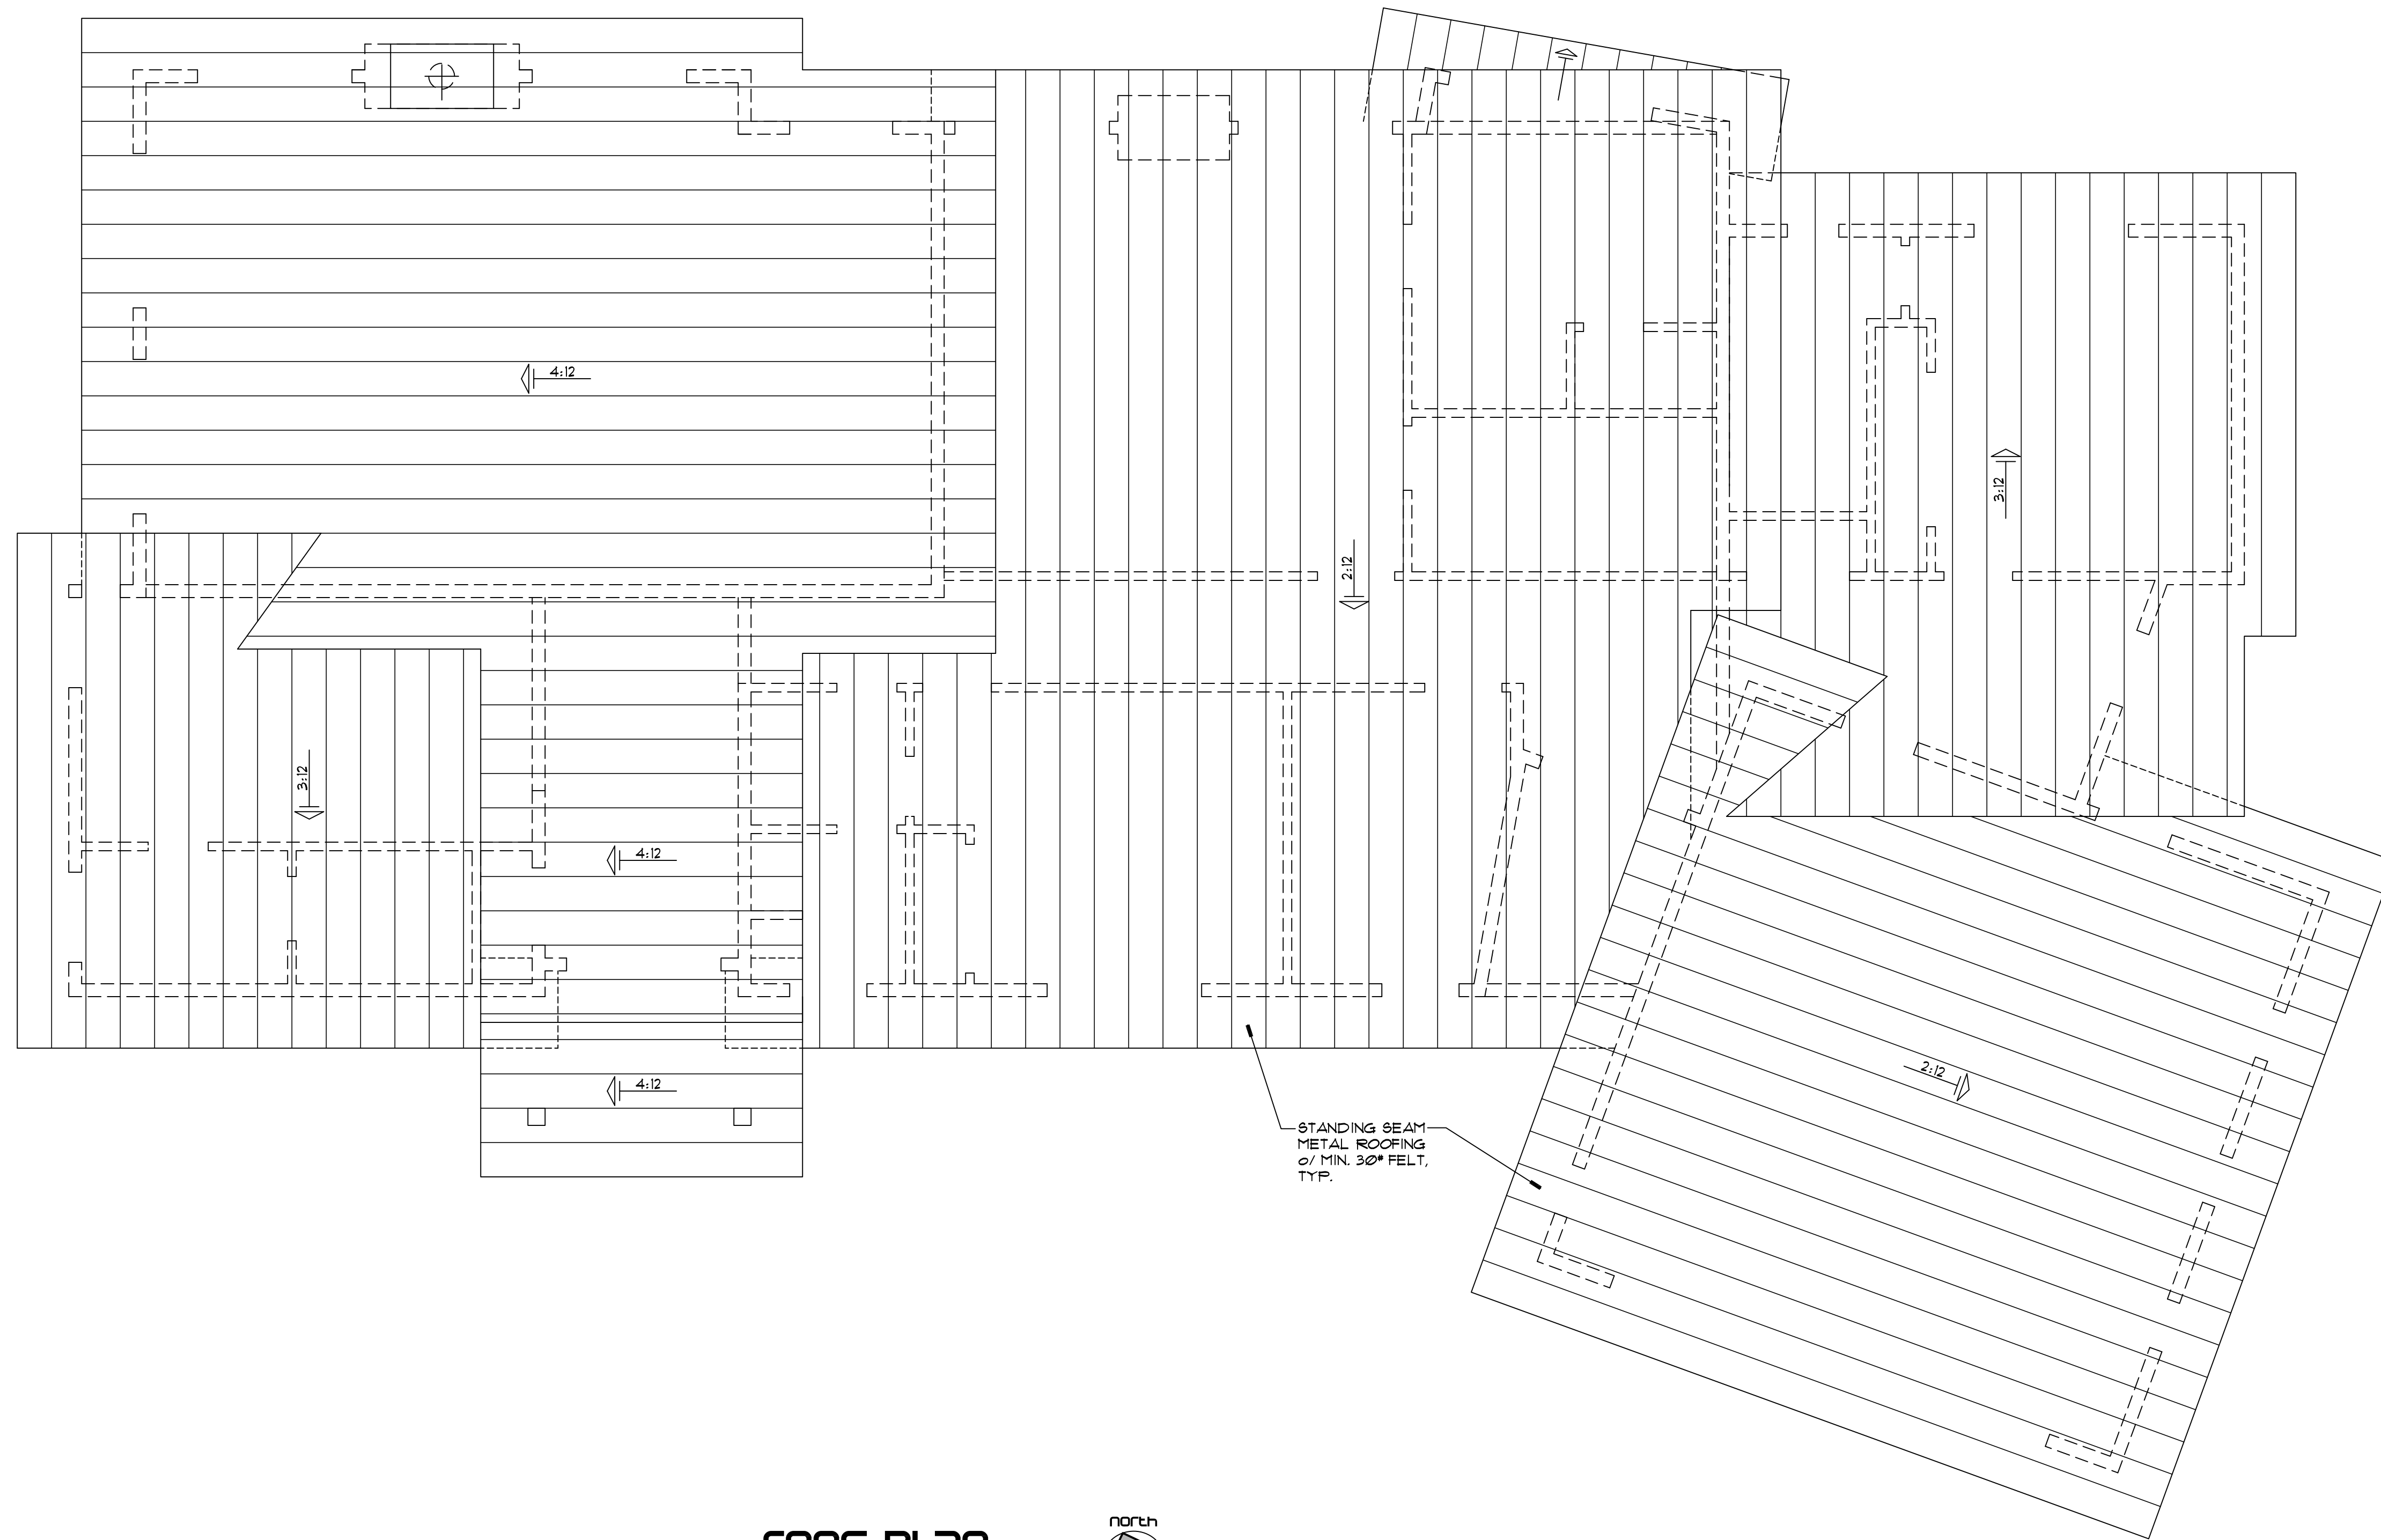 4:12
3:12
2:12
3:12
4:12
4:12
2:12
STANDING SEAM
METAL ROOFING
o/ MIN. 30# FELT,
TYP.
north